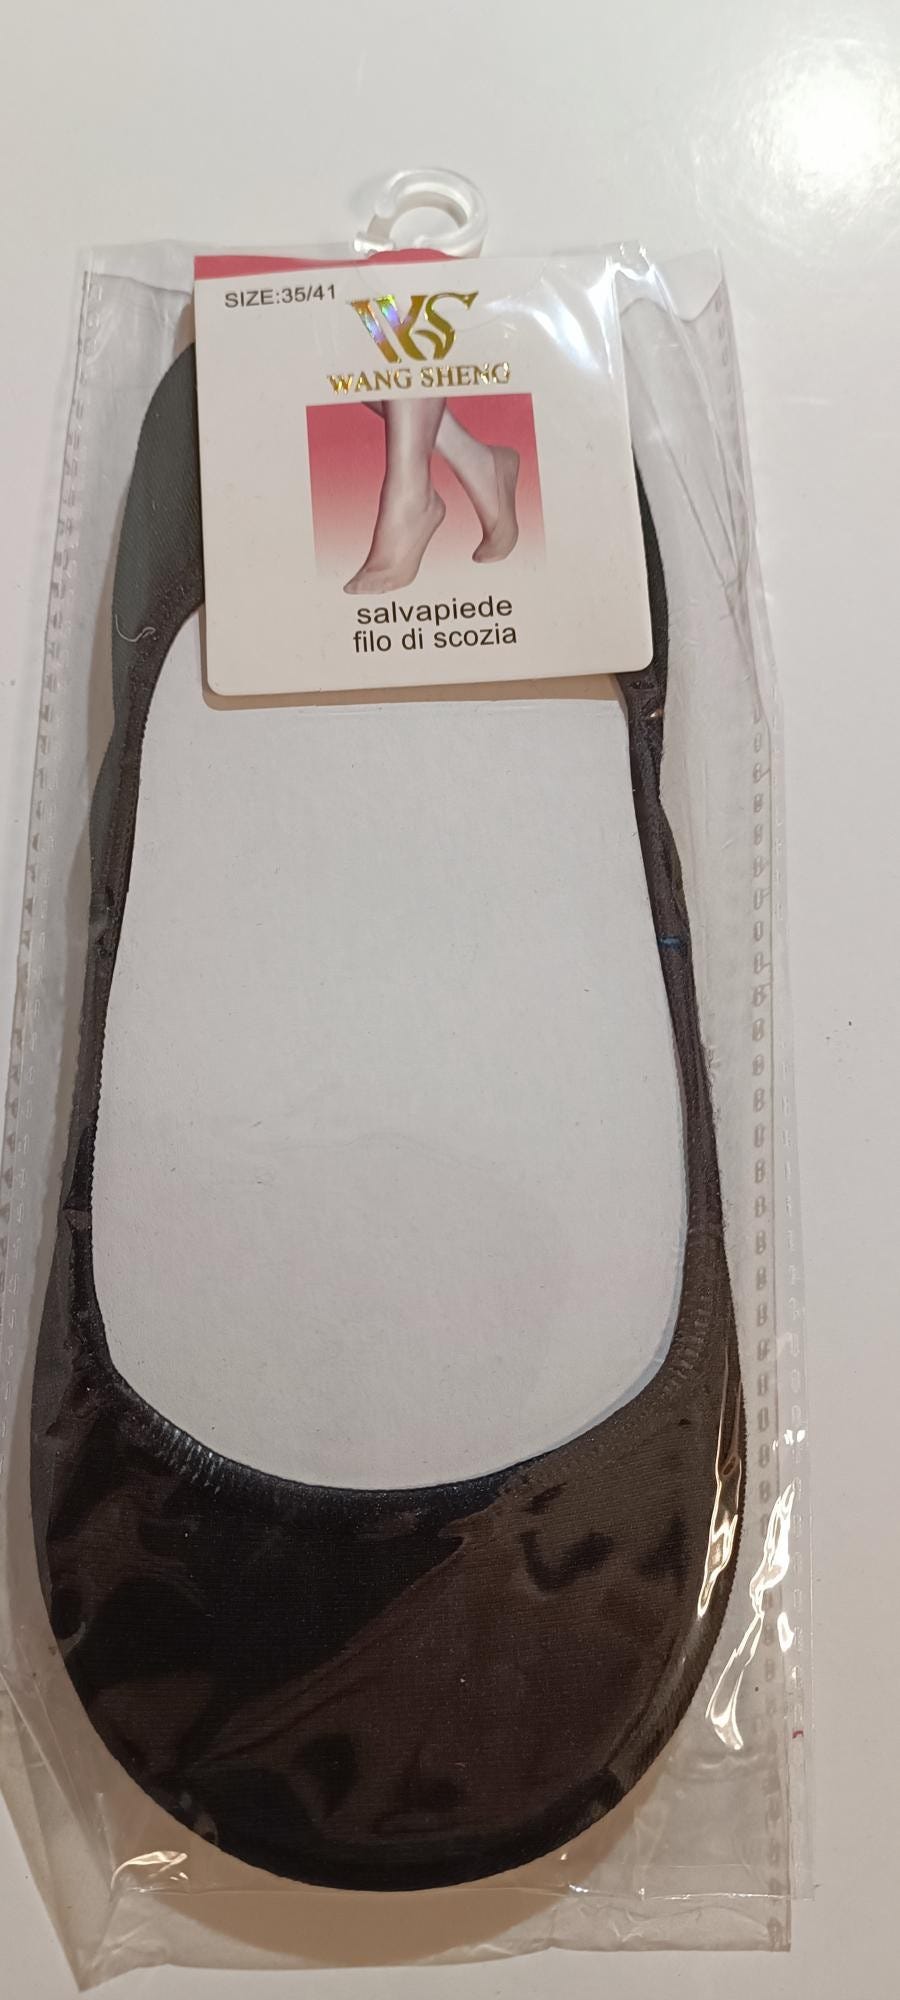 SIZE:35/41
WS
WANG SHENG
salvapiede
filo di scozia